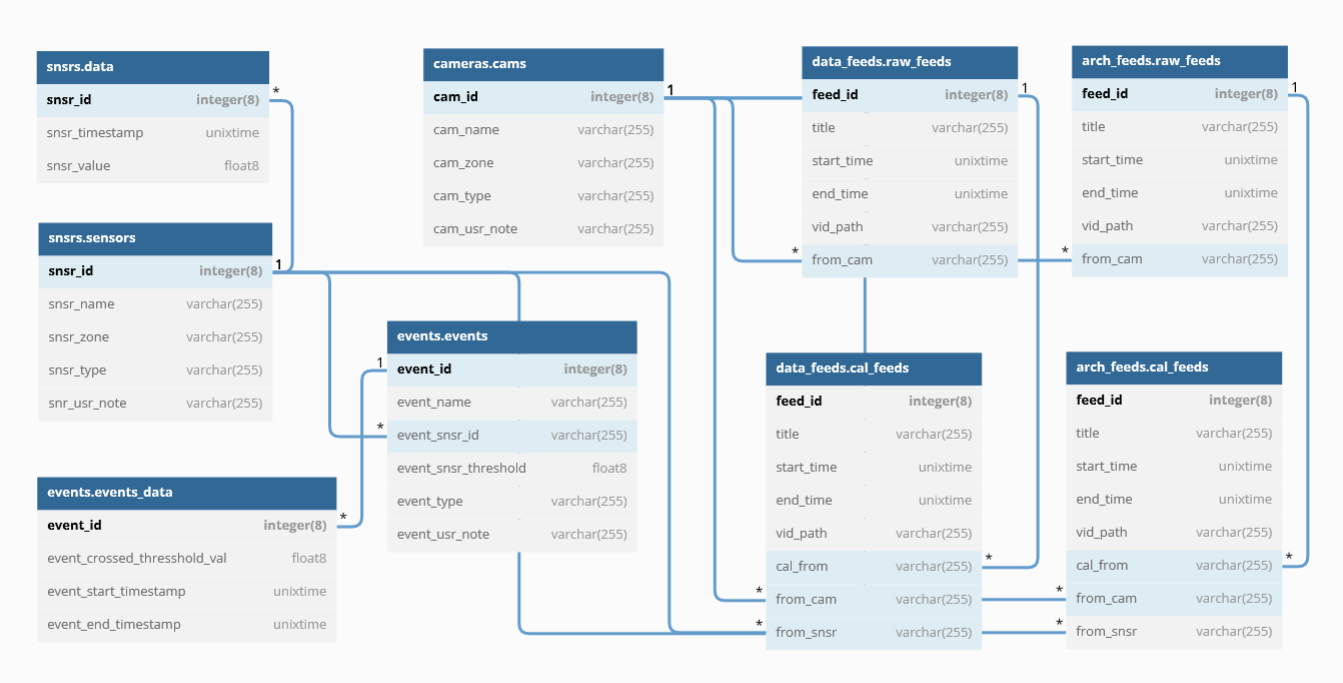 snsrs.data
snsr_id integer(8)
snsr_timestamp unixtime
snsr_value float8
*
snsrs.sensors
snsr_id integer(8)
snsr_name varchar(255)
snsr_zone varchar(255)
snsr_type varchar(255)
snr_usr_note varchar(255)
1
events.events_data
event_id integer(8)
event_crossed_thresshold_val float8
event_start_timestamp unixtime
event_end_timestamp unixtime
*
cameras.cams
cam_id integer(8)
cam_name varchar(255)
cam_zone varchar(255)
cam_type varchar(255)
cam_usr_note varchar(255)
1
events.events
1
event_id integer(8)
event_name varchar(255)
*
event_snsr_id varchar(255)
event_snsr_threshold float8
event_type varchar(255)
event_usr_note varchar(255)
data_feeds.raw_feeds
feed_id integer(8)
1
title varchar(255)
start_time unixtime
end_time unixtime
vid_path varchar(255)
*
from_cam varchar(255)
data_feeds.cal_feeds
feed_id integer(8)
title varchar(255)
start_time unixtime
end_time unixtime
vid_path varchar(255)
cal_from varchar(255)
*
*
from_cam varchar(255)
*
from_snsr varchar(255)
arch_feeds.raw_feeds
feed_id integer(8)
1
title varchar(255)
start_time unixtime
end_time unixtime
vid_path varchar(255)
*
from_cam varchar(255)
arch_feeds.cal_feeds
feed_id integer(8)
title varchar(255)
start_time unixtime
end_time unixtime
vid_path varchar(255)
cal_from varchar(255)
*
*
from_cam varchar(255)
*
from_snsr varchar(255)